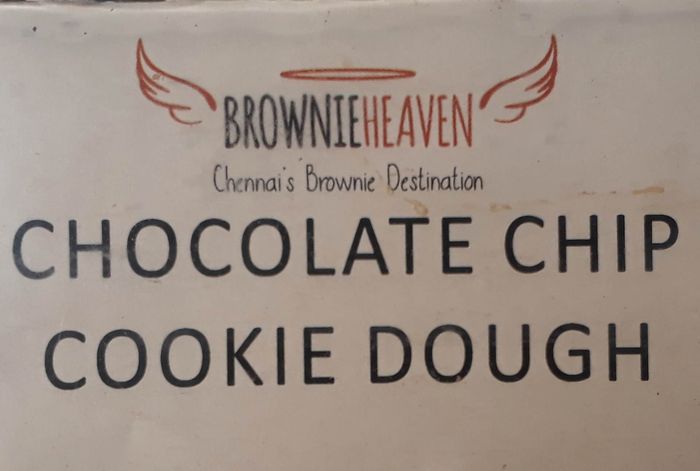 BROWNIEHEAVEN
Chennai's Brownie Destination
CHOCOLATE CHIP
COOKIE DOUGH